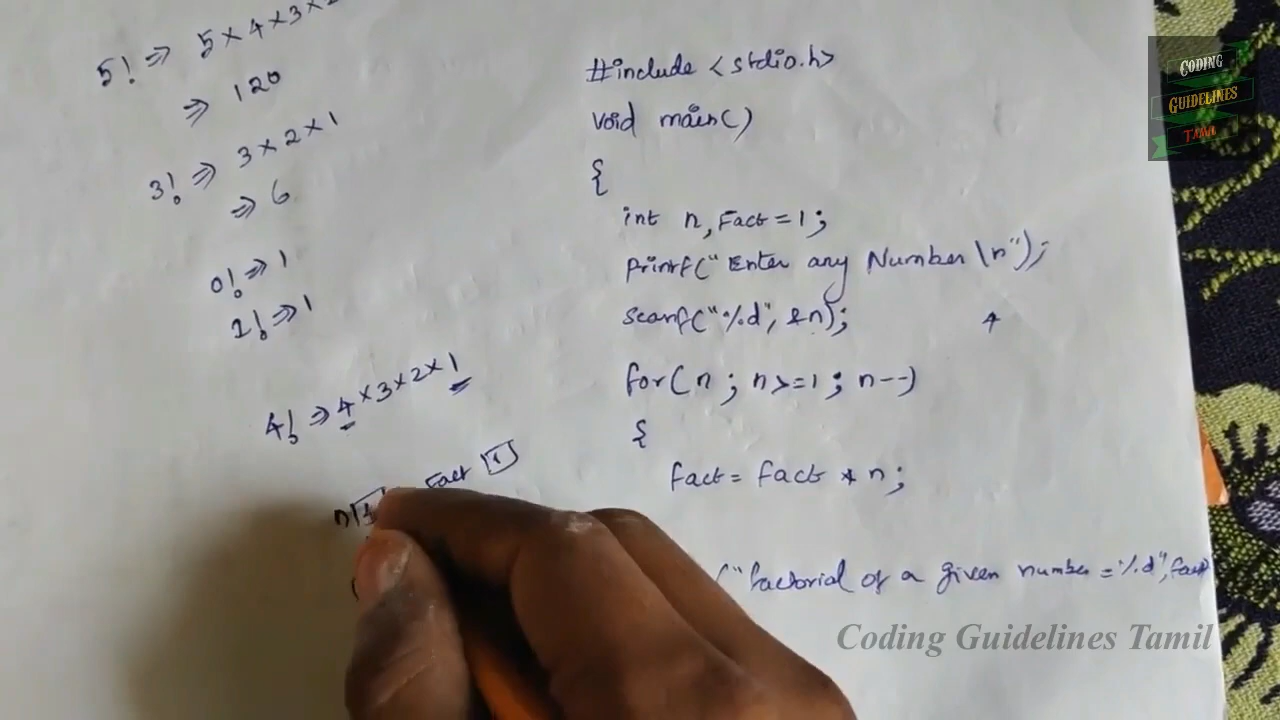 5! => 5 × 4 × 3 × 2
=> 120
3! => 3 × 2 × 1
=> 6
0! => 1
1! => 1
4! => 4 × 3 × 2 × 1
n Fact 1
#include <stdio.h>
void main()
{
int n, Fact = 1;
printf("Enter any Number \n");
scanf("%d", &n);
for(n ; n>=1 ; n--)
{
fact = fact * n;
("factorial of a given number = %d", fact
CODING
GUIDELINES
TAMIL
Coding Guidelines Tamil